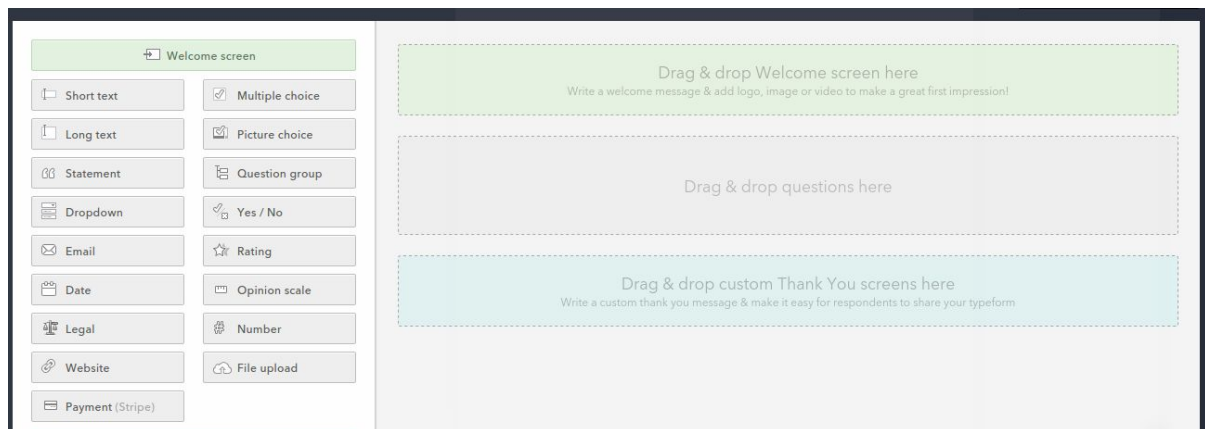 Welcome screen
Short text
Multiple choice
Long text
Picture choice
Statement
Question group
Dropdown
Yes / No
Email
Rating
Date
Opinion scale
Legal
Number
Website
File upload
Payment (Stripe)
Drag & drop Welcome screen here
Write a welcome message & add logo, image or video to make a great first impression!
Drag & drop questions here
Drag & drop custom Thank You screens here
Write a custom thank you message & make it easy for respondents to share your typeform